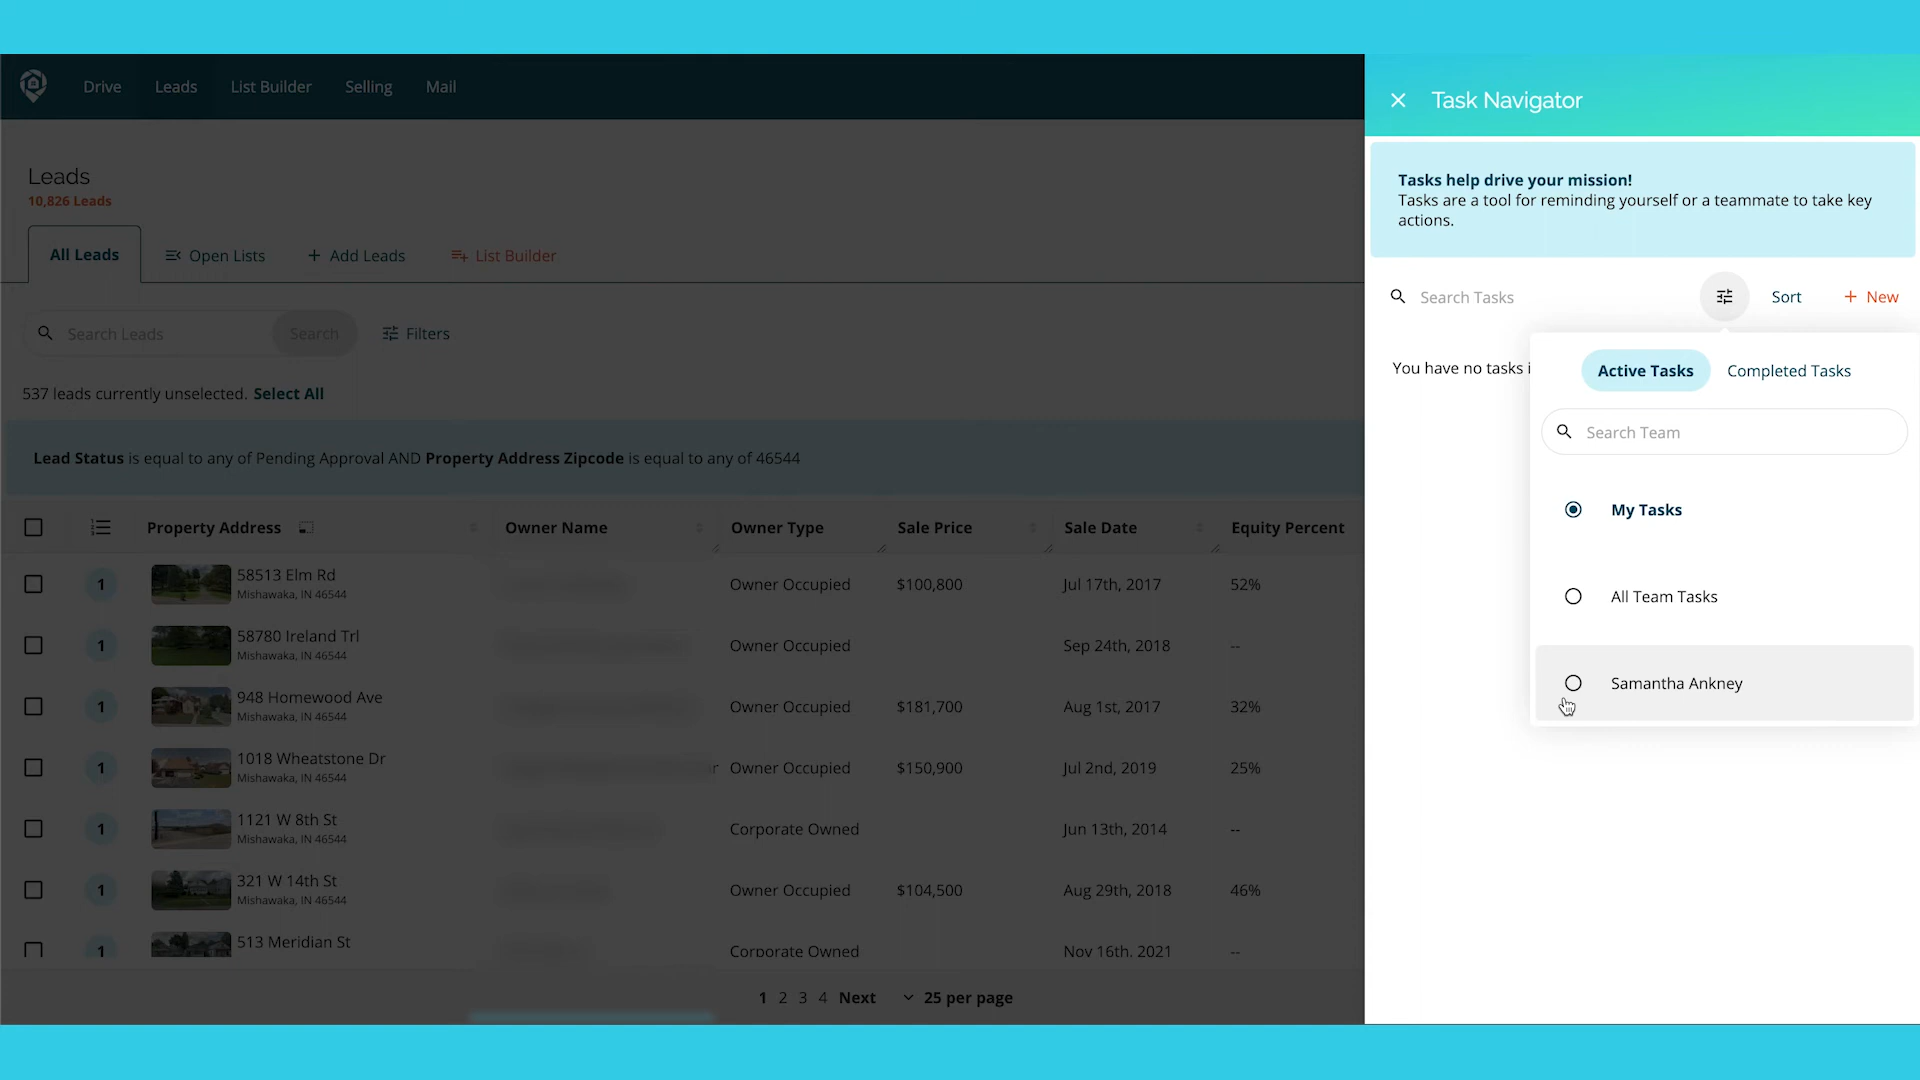 Drive
Leads
List Builder
Selling
Mail
Leads
10,826 Leads
All Leads
Open Lists
+ Add Leads
List Builder
Search Leads
Search
Filters
537 leads currently unselected. Select All
Lead Status is equal to any of Pending Approval AND Property Address Zipcode is equal to any of 46544
Property Address
Owner Name
Owner Type
Sale Price
Sale Date
Equity Percent
1
58513 Elm Rd
Mishawaka, IN 46544
Owner Occupied
$100,800
Jul 17th, 2017
52%
1
58780 Ireland Trl
Mishawaka, IN 46544
Owner Occupied
Sep 24th, 2018
--
1
948 Homewood Ave
Mishawaka, IN 46544
Owner Occupied
$181,700
Aug 1st, 2017
32%
1
1018 Wheatstone Dr
Mishawaka, IN 46544
Owner Occupied
$150,900
Jul 2nd, 2019
25%
1
1121 W 8th St
Mishawaka, IN 46544
Corporate Owned
Jun 13th, 2014
--
1
321 W 14th St
Mishawaka, IN 46544
Owner Occupied
$104,500
Aug 29th, 2018
46%
1
513 Meridian St
Corporate Owned
Nov 16th, 2021
--
1 2 3 4 Next
25 per page
Task Navigator
Tasks help drive your mission!
Tasks are a tool for reminding yourself or a teammate to take key
actions.
Search Tasks
Sort
+ New
You have no tasks i
Active Tasks
Completed Tasks
Search Team
My Tasks
All Team Tasks
Samantha Ankney